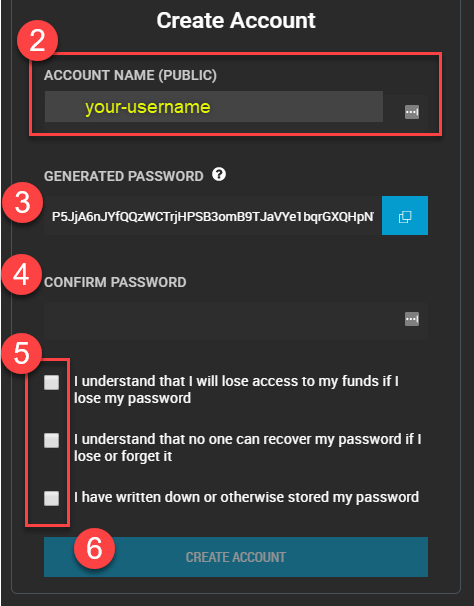 Create Account
2
ACCOUNT NAME (PUBLIC)
your-username
GENERATED PASSWORD ?
3
P5JjA6nJYfQQzWCTrjHPSB3omB9TJaVYe1bqrGXQHpN
4
CONFIRM PASSWORD
5
I understand that I will lose access to my funds if I
lose my password
I understand that no one can recover my password if I
lose or forget it
I have written down or otherwise stored my password
6
CREATE ACCOUNT